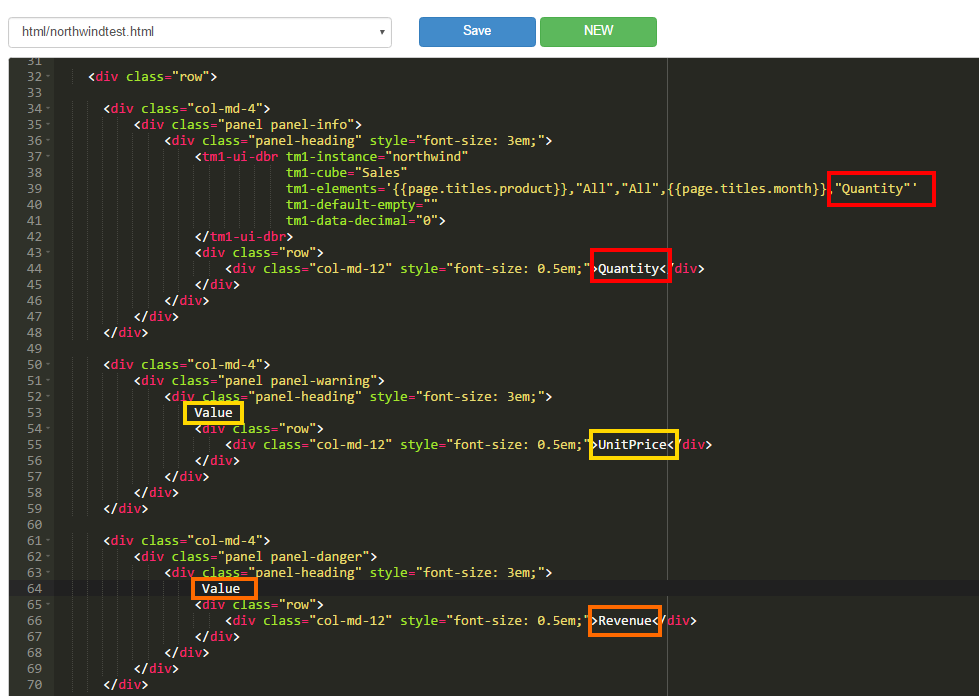 html/northwindtest.html
Save
NEW
31
32 <div class="row">
33
34 <div class="col-md-4">
35 <div class="panel panel-info">
36 <div class="panel-heading" style="font-size: 3em;">
37 <tm1-ui-dbr tm1-instance="northwind"
38 tm1-cube="Sales"
39 tm1-elements='{{page.titles.product}},"All","All",{{page.titles.month}},"Quantity"'
40 tm1-default-empty=""
41 tm1-data-decimal="0">
42 </tm1-ui-dbr>
43 <div class="row">
44 <div class="col-md-12" style="font-size: 0.5em;">Quantity</div>
45 </div>
46 </div>
47 </div>
48 </div>
49
50 <div class="col-md-4">
51 <div class="panel panel-warning">
52 <div class="panel-heading" style="font-size: 3em;">
53 Value
54 <div class="row">
55 <div class="col-md-12" style="font-size: 0.5em;">UnitPrice</div>
56 </div>
57 </div>
58 </div>
59 </div>
60
61 <div class="col-md-4">
62 <div class="panel panel-danger">
63 <div class="panel-heading" style="font-size: 3em;">
64 Value
65 <div class="row">
66 <div class="col-md-12" style="font-size: 0.5em;">Revenue</div>
67 </div>
68 </div>
69 </div>
70 </div>